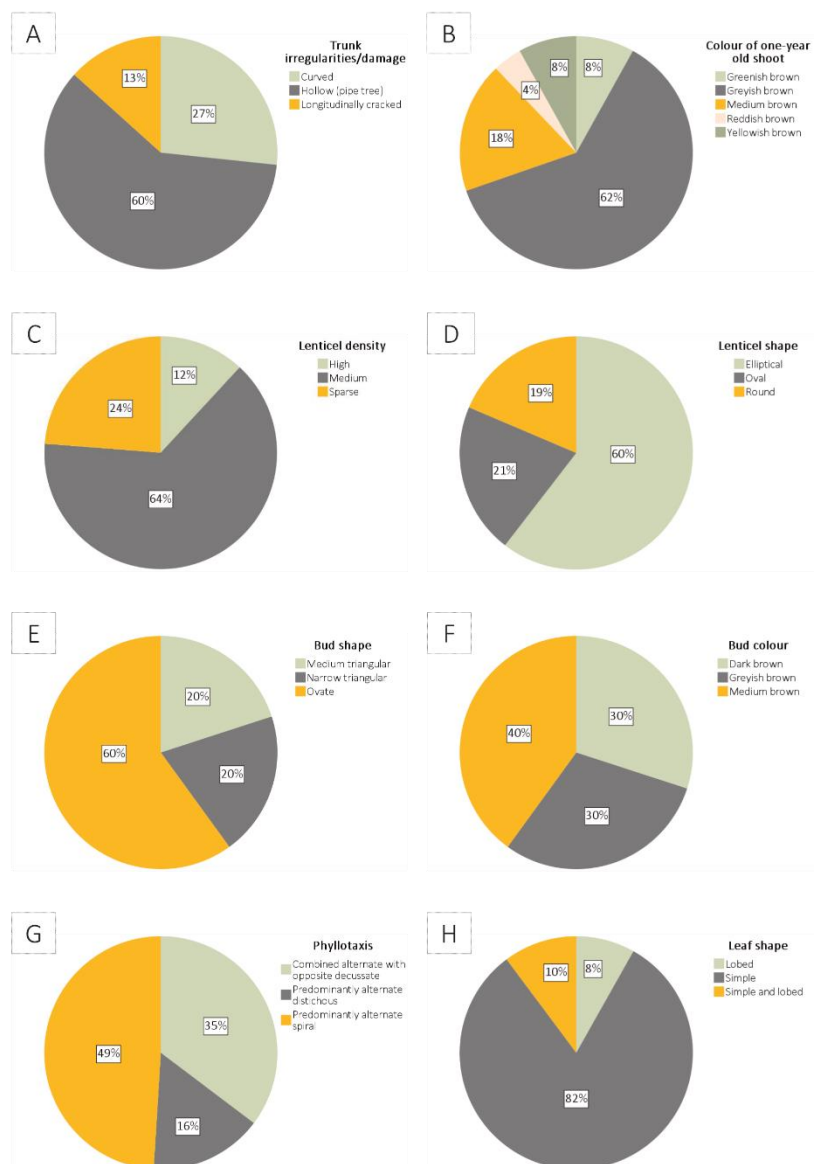 A
Trunk
irregularities/damage
Curved
Hollow (pipe tree)
Longitudinally cracked
13%
27%
60%
B
Colour of one-year
old shoot
Greenish brown
Greyish brown
Medium brown
Reddish brown
Yellowish brown
8%
8%
4%
18%
62%
C
Lenticel density
High
Medium
Sparse
12%
24%
64%
D
Lenticel shape
Elliptical
Oval
Round
19%
60%
21%
E
Bud shape
Medium triangular
Narrow triangular
Ovate
20%
60%
20%
F
Bud colour
Dark brown
Greyish brown
Medium brown
30%
40%
30%
G
Phyllotaxis
Combined alternate with
opposite decussate
Predominantly alternate
distichous
Predominantly alternate
spiral
35%
49%
16%
H
Leaf shape
Lobed
Simple
Simple and lobed
10%
8%
82%